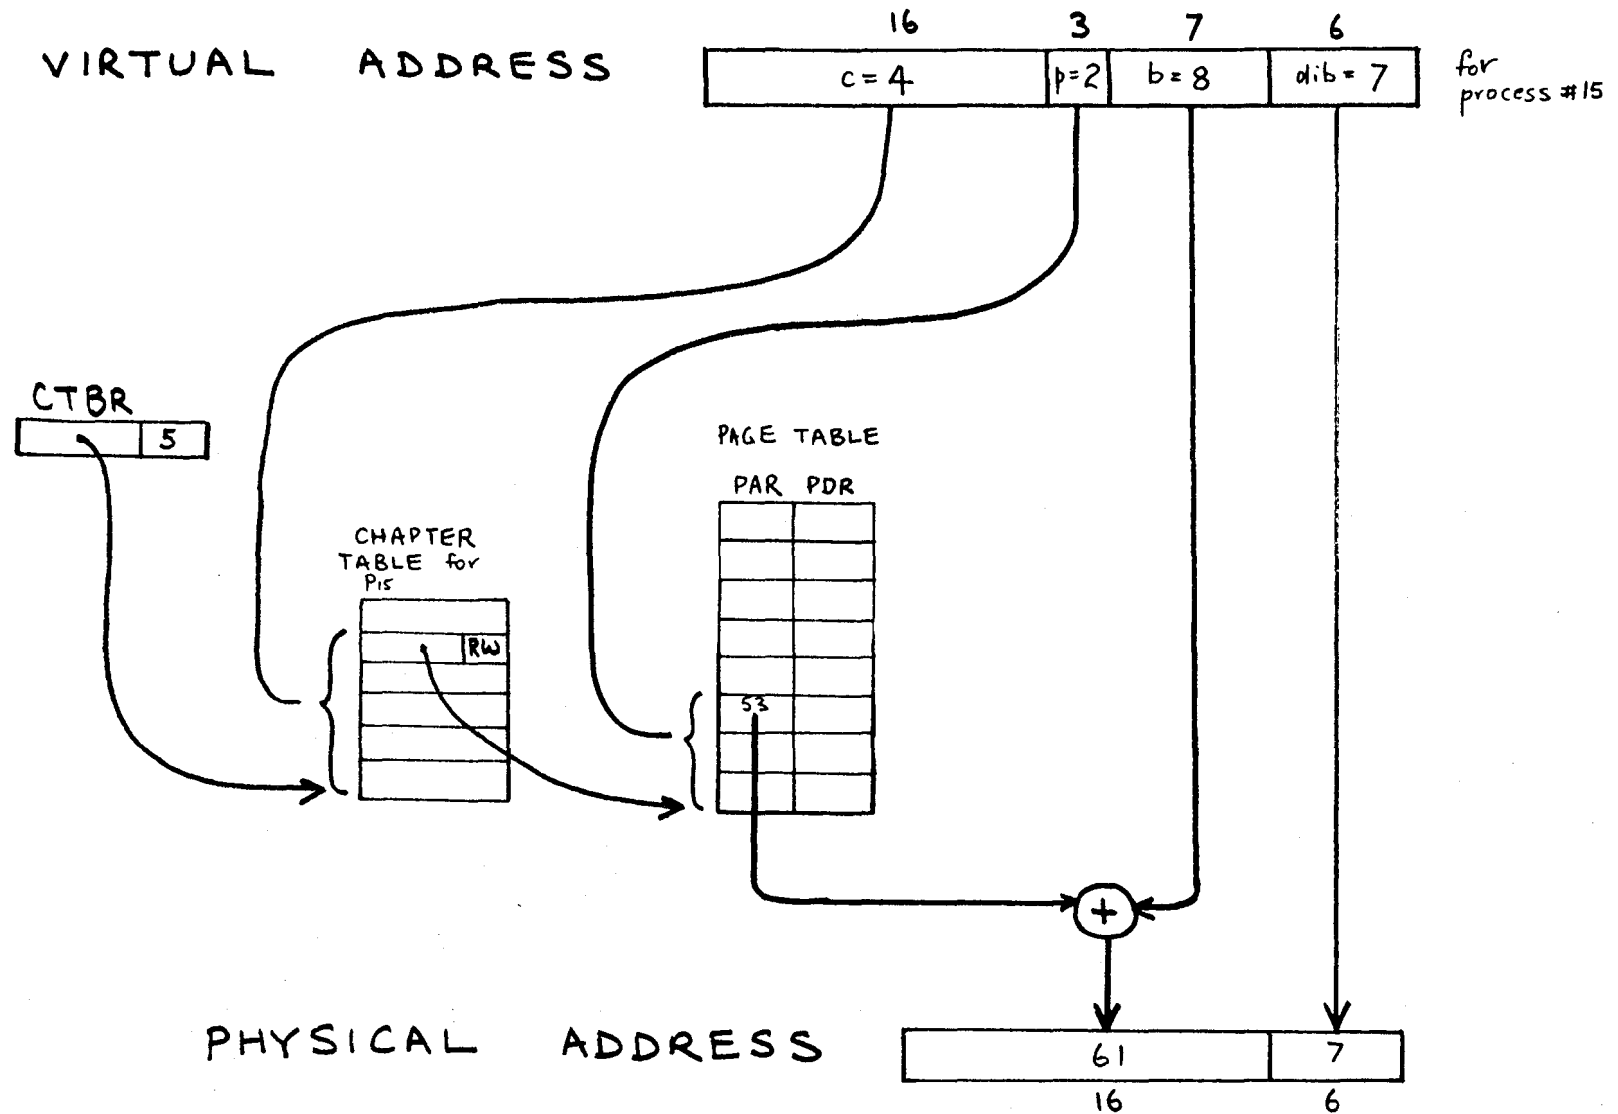 16 3 7 6
VIRTUAL ADDRESS
c = 4 p=2 b = 8 dib = 7
for
process #15
CTBR
5
PAGE TABLE
PAR PDR
CHAPTER
TABLE for
P15
RW
53
+
PHYSICAL ADDRESS
61 7
16 6